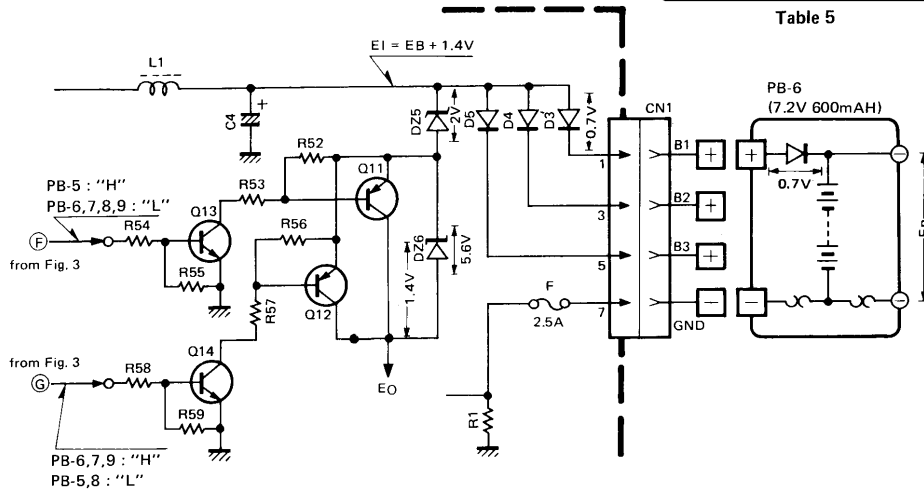 Table 5
EI = EB + 1.4V
L1
C4
+
DZ5
2V
D5
D4
D3
0.7V
CN1
PB-6
(7.2V 600mAH)
B1
+
+
−
0.7V
1
R52
Q11
R53
PB-5 : "H"
PB-6,7,8,9 : "L"
Q13
B2
+
3
R54
R56
F
from Fig. 3
DZ6
5.6V
B3
+
5
R55
1.4V
Q12
R57
F
2.5A
7
−
GND
−
−
from Fig. 3
Q14
G
R58
EO
R1
R59
PB-6,7,9 : "H"
PB-5,8 : "L"